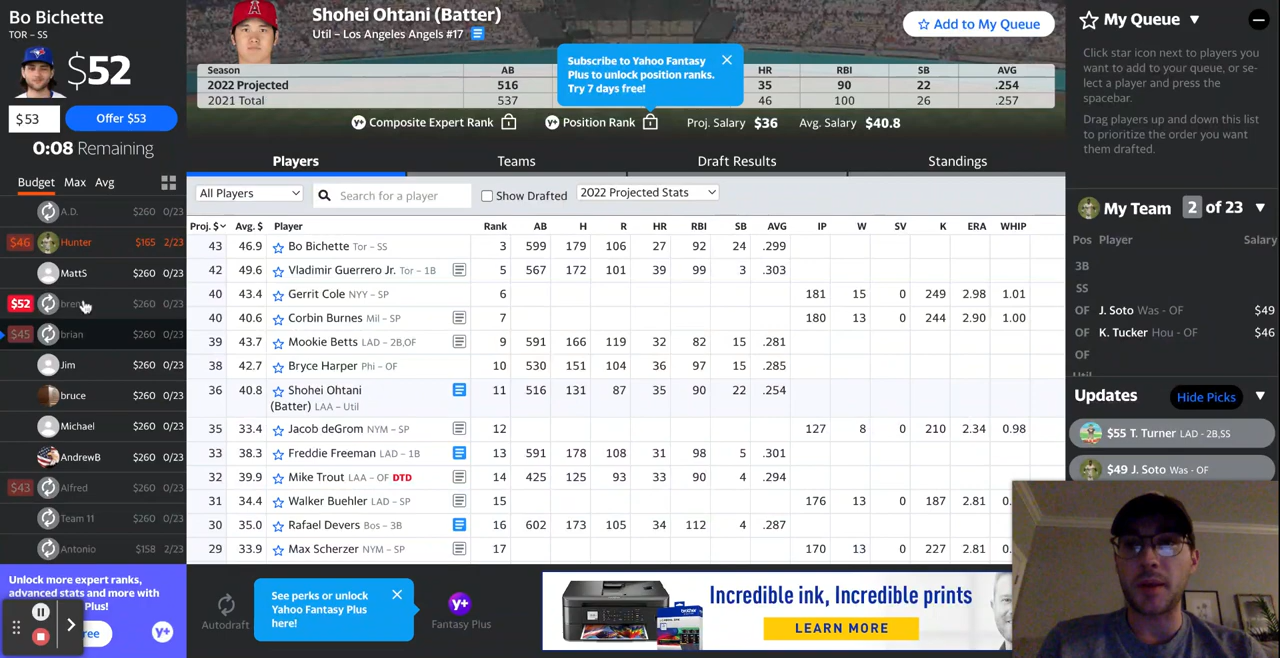 Bo Bichette
TOR – SS
$52
$53
Offer $53
0:08 Remaining
Budget Max Avg
A.D. $260 0/23
$46 Hunter $165 2/23
MattS $260 0/23
$52 $260 0/23
$45 brian $260 0/23
Jim $260 0/23
bruce $260 0/23
Michael $260 0/23
AndrewB $260 0/23
$43 Alfred $260 0/23
Team 11 $260 0/23
Antonio $158 2/23
Unlock more expert ranks,
advanced stats and more with
Plus!
Shohei Ohtani (Batter)
Util – Los Angeles Angels #17
Add to My Queue
Season AB HR RBI SB AVG
2022 Projected 516 35 90 22 .254
2021 Total 537 46 100 26 .257
Subscribe to Yahoo Fantasy
Plus to unlock position ranks.
Try 7 days free!
Y+ Composite Expert Rank Y+ Position Rank Proj. Salary $36 Avg. Salary $40.8
Players Teams Draft Results Standings
All Players Search for a player Show Drafted 2022 Projected Stats
Proj. $ Avg. $ Player Rank AB H R HR RBI SB AVG IP W SV K ERA WHIP
43 46.9 Bo Bichette Tor – SS 3 599 179 106 27 92 24 .299
42 49.6 Vladimir Guerrero Jr. Tor – 1B 5 567 172 101 39 99 3 .303
40 43.4 Gerrit Cole NYY – SP 6 181 15 0 249 2.98 1.01
40 40.6 Corbin Burnes Mil – SP 7 180 13 0 244 2.90 1.00
39 43.7 Mookie Betts LAD – 2B,OF 9 591 166 119 32 82 15 .281
38 42.7 Bryce Harper Phi – OF 10 530 151 104 36 97 15 .285
36 40.8 Shohei Ohtani 11 516 131 87 35 90 22 .254
(Batter) LAA – Util
35 33.4 Jacob deGrom NYM – SP 12 127 8 0 210 2.34 0.98
33 38.3 Freddie Freeman LAD – 1B 13 591 178 108 31 98 5 .301
32 39.9 Mike Trout LAA – OF DTD 14 425 125 93 33 90 4 .294
31 34.4 Walker Buehler LAD – SP 15 176 13 0 187 2.81
30 35.0 Rafael Devers Bos – 3B 16 602 173 105 34 112 4 .287
29 33.9 Max Scherzer NYM – SP 17 170 13 0 227 2.81
Autodraft
See perks or unlock
Yahoo Fantasy Plus
here!
y+
Fantasy Plus
Incredible ink, Incredible prints
LEARN MORE
My Queue
Click star icon next to players you
want to add to your queue, or se-
lect a player and press the
spacebar.
Drag players up and down this list
to prioritize the order you want
them drafted.
My Team 2 of 23
Pos Player Salary
3B
SS
OF J. Soto Was - OF $49
OF K. Tucker Hou - OF $46
OF
Util
Updates Hide Picks
$55 T. Turner LAD - 2B,SS
$49 J. Soto Was - OF